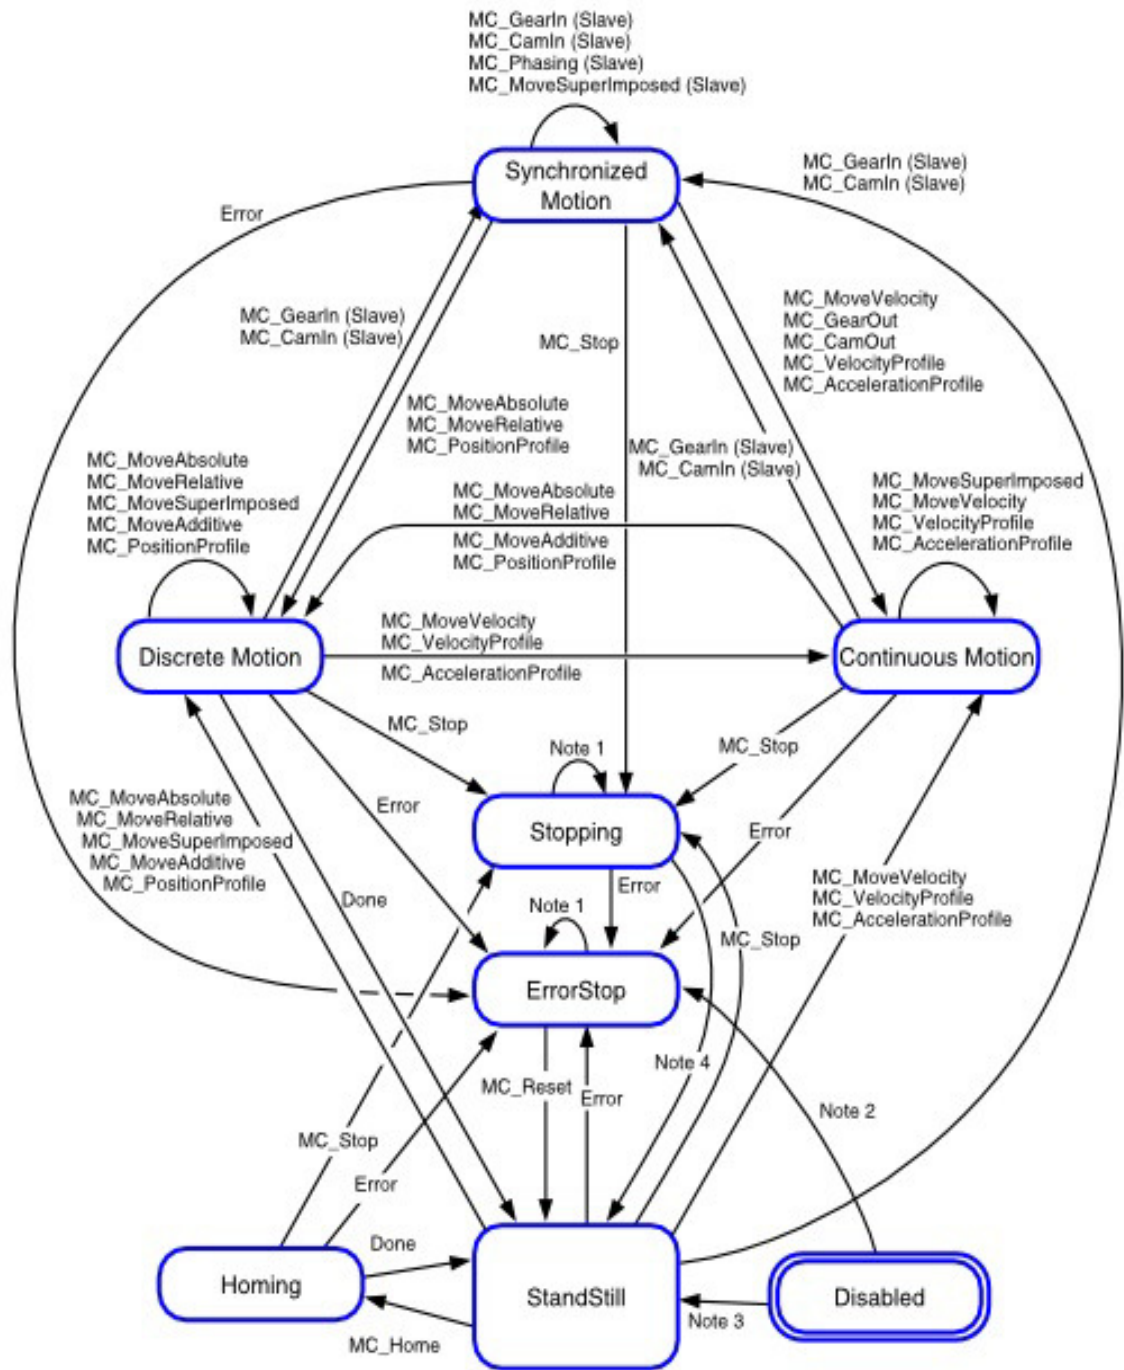 MC_GearIn (Slave)
MC_CamIn (Slave)
MC_Phasing (Slave)
MC_MoveSuperImposed (Slave)
Synchronized
Motion
MC_GearIn (Slave)
MC_CamIn (Slave)
Error
MC_GearIn (Slave)
MC_CamIn (Slave)
MC_Stop
MC_MoveVelocity
MC_GearOut
MC_CamOut
MC_VelocityProfile
MC_AccelerationProfile
MC_MoveAbsolute
MC_MoveRelative
MC_PositionProfile
MC_GearIn (Slave)
MC_CamIn (Slave)
MC_MoveAbsolute
MC_MoveRelative
MC_MoveSuperImposed
MC_MoveAdditive
MC_PositionProfile
MC_MoveAbsolute
MC_MoveRelative
MC_MoveAdditive
MC_PositionProfile
MC_MoveSuperImposed
MC_MoveVelocity
MC_VelocityProfile
MC_AccelerationProfile
Discrete Motion
MC_MoveVelocity
MC_VelocityProfile
MC_AccelerationProfile
Continuous Motion
MC_Stop
Note 1
MC_Stop
MC_MoveAbsolute
MC_MoveRelative
MC_MoveSuperImposed
MC_MoveAdditive
MC_PositionProfile
Error
Stopping
Error
Done
Error
Note 1
MC_Stop
MC_MoveVelocity
MC_VelocityProfile
MC_AccelerationProfile
ErrorStop
MC_Reset
Error
Note 4
Note 2
MC_Stop
Error
Done
Homing
StandStill
Disabled
Note 3
MC_Home